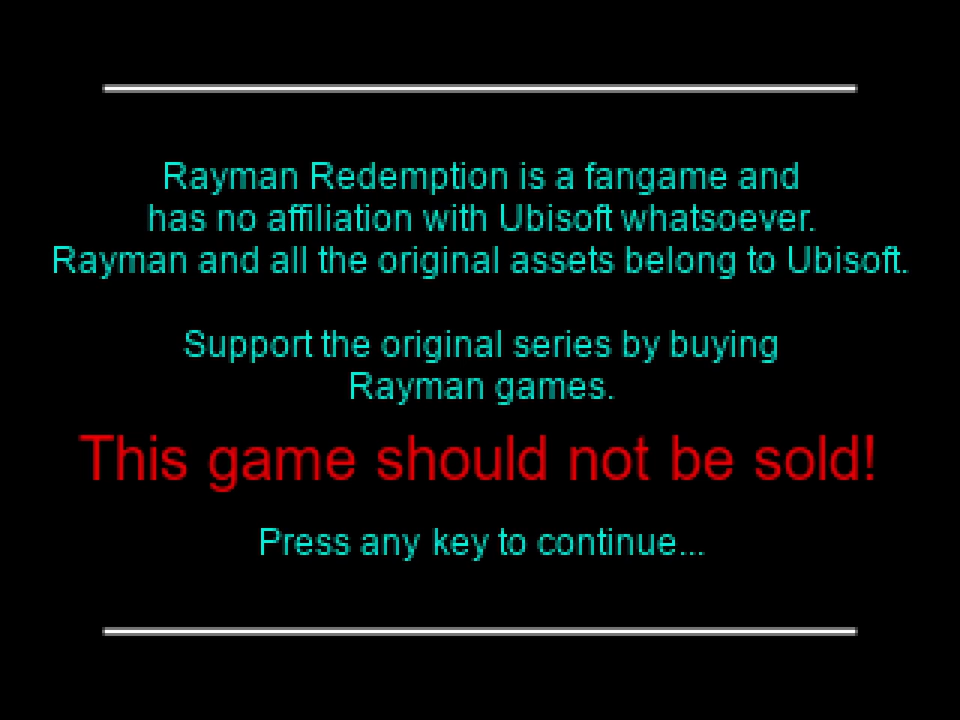 Rayman Redemption is a fangame and
has no affiliation with Ubisoft whatsoever.
Rayman and all the original assets belong to Ubisoft.
Support the original series by buying
Rayman games.
This game should not be sold!
Press any key to continue...